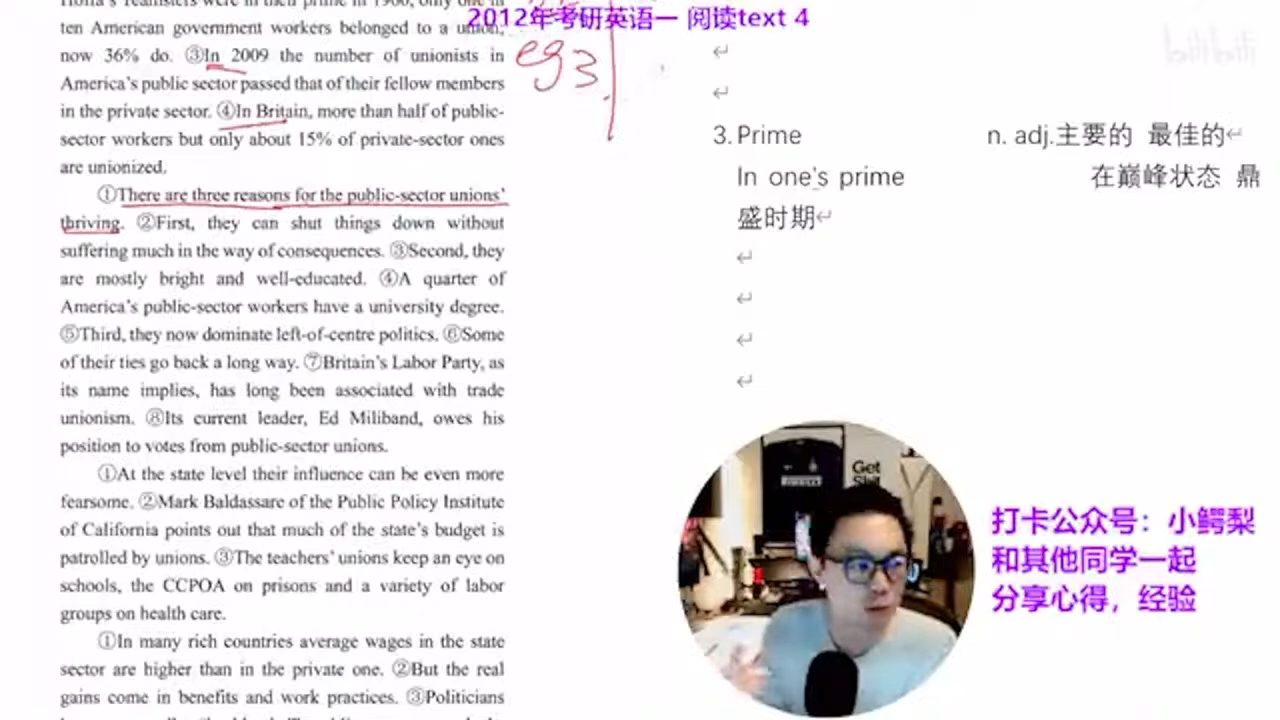 2012年考研英语一 阅读text 4
Hoffa's Teamsters were in their prime in 1960, only one in
ten American government workers belonged to a union;
now 36% do. ③In 2009 the number of unionists in
America's public sector passed that of their fellow members
in the private sector. ④In Britain, more than half of public-
sector workers but only about 15% of private-sector ones
are unionized.
①There are three reasons for the public-sector unions'
thriving. ②First, they can shut things down without
suffering much in the way of consequences. ③Second, they
are mostly bright and well-educated. ④A quarter of
America's public-sector workers have a university degree.
⑤Third, they now dominate left-of-centre politics. ⑥Some
of their ties go back a long way. ⑦Britain's Labor Party, as
its name implies, has long been associated with trade
unionism. ⑧Its current leader, Ed Miliband, owes his
position to votes from public-sector unions.
①At the state level their influence can be even more
fearsome. ②Mark Baldassare of the Public Policy Institute
of California points out that much of the state's budget is
patrolled by unions. ③The teachers' unions keep an eye on
schools, the CCPOA on prisons and a variety of labor
groups on health care.
①In many rich countries average wages in the state
sector are higher than in the private one. ②But the real
gains come in benefits and work practices. ③Politicians
eg3
bilibili
3. Prime n. adj.主要的 最佳的
In one's prime 在巅峰状态 鼎
盛时期
PIRELLI
Get
打卡公众号：小鳄梨
和其他同学一起
分享心得，经验